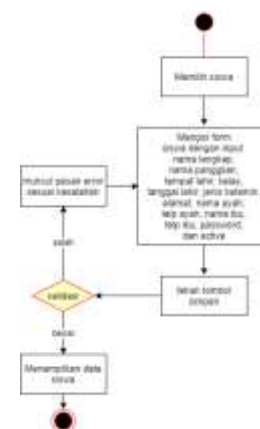 Memilih siswa
Mengisi form
siswa dengan input
nama lengkap,
nama panggilan,
tempat lahir, kelas,
tanggal lahir, jenis kelamin,
alamat, nama ayah,
telp ayah, nama ibu,
telp ibu, password,
dan active
muncul pesan error
sesuai kesalahan
salah
validasi
tekan tombol
simpan
benar
Menampilkan data
siswa